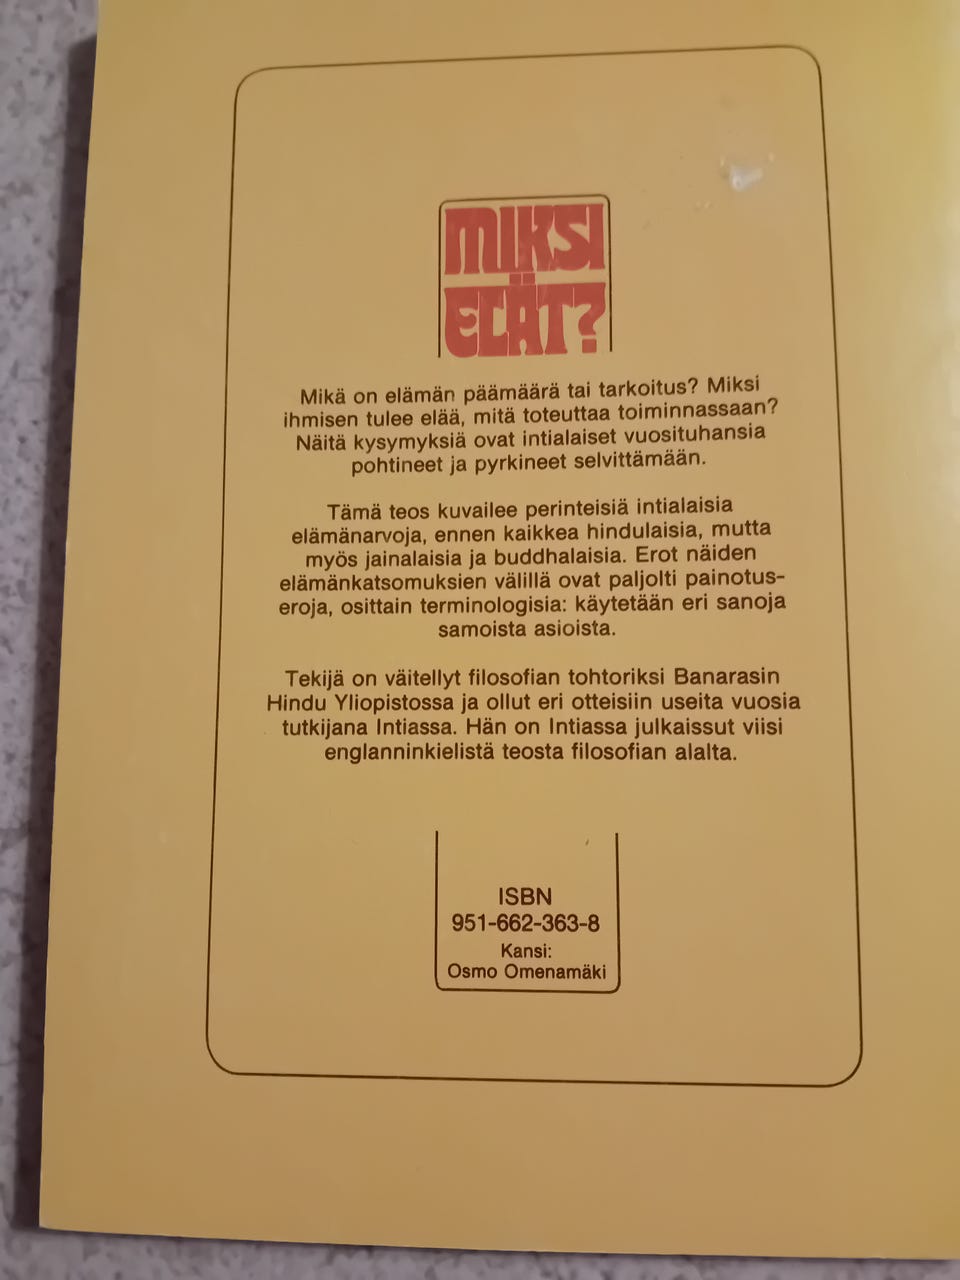 MIKSI
ELÄT?
Mikä on elämän päämäärä tai tarkoitus? Miksi
ihmisen tulee elää, mitä toteuttaa toiminnassaan?
Näitä kysymyksiä ovat intialaiset vuosituhansia
pohtineet ja pyrkineet selvittämään.
Tämä teos kuvailee perinteisiä intialaisia
elämänarvoja, ennen kaikkea hindulaisia, mutta
myös jainalaisia ja buddhalaisia. Erot näiden
elämänkatsomuksien välillä ovat paljolti painotus-
eroja, osittain terminologisia: käytetään eri sanoja
samoista asioista.
Tekijä on väitellyt filosofian tohtoriksi Banarasin
Hindu Yliopistossa ja ollut eri otteisiin useita vuosia
tutkijana Intiassa. Hän on Intiassa julkaissut viisi
englanninkielistä teosta filosofian alalta.
ISBN
951-662-363-8
Kansi:
Osmo Omenamäki